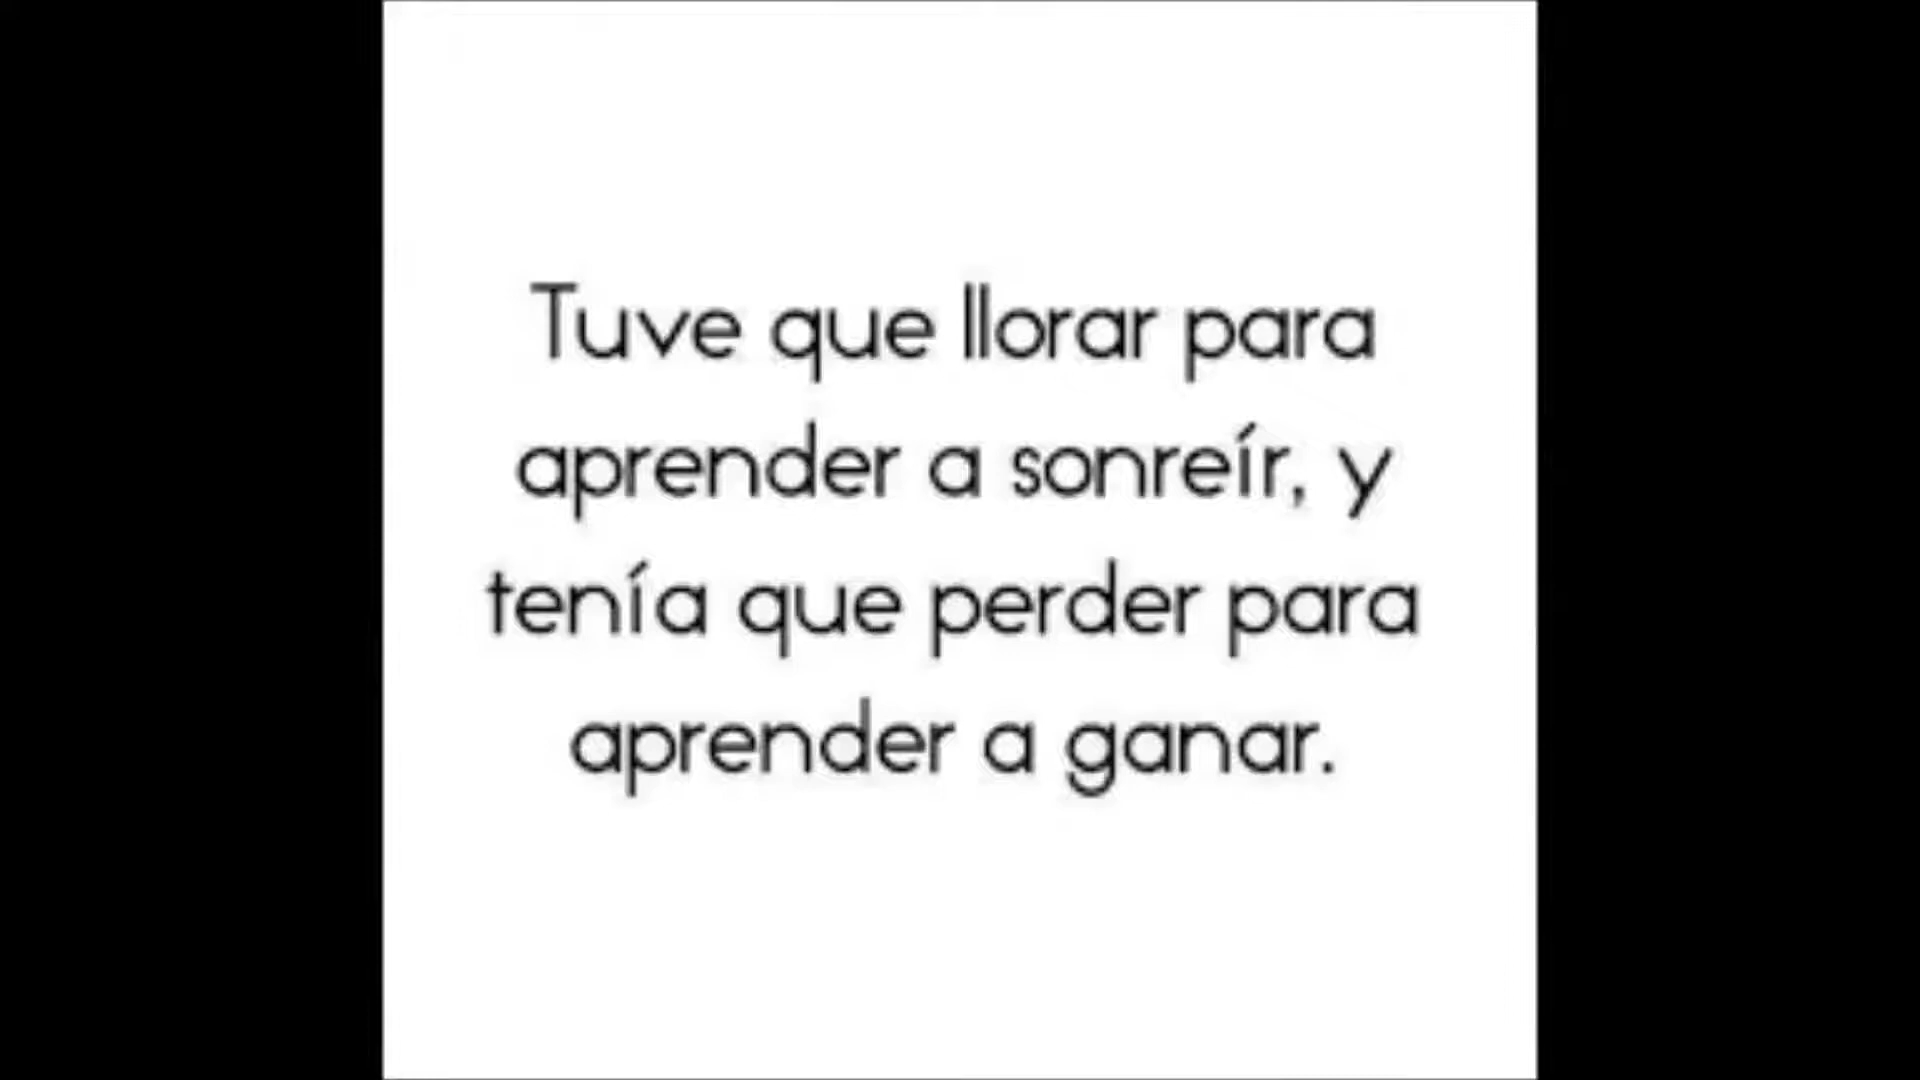 Tuve que llorar para
aprender a sonreír, y
tenía que perder para
aprender a ganar.